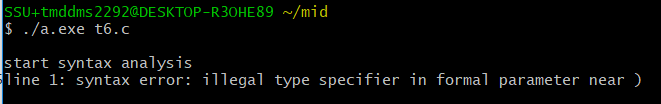 SSU+tmddms2292@DESKTOP-R3OHE89 ~/mid
$ ./a.exe t6.c
start syntax analysis
line 1: syntax error: illegal type specifier in formal parameter near )